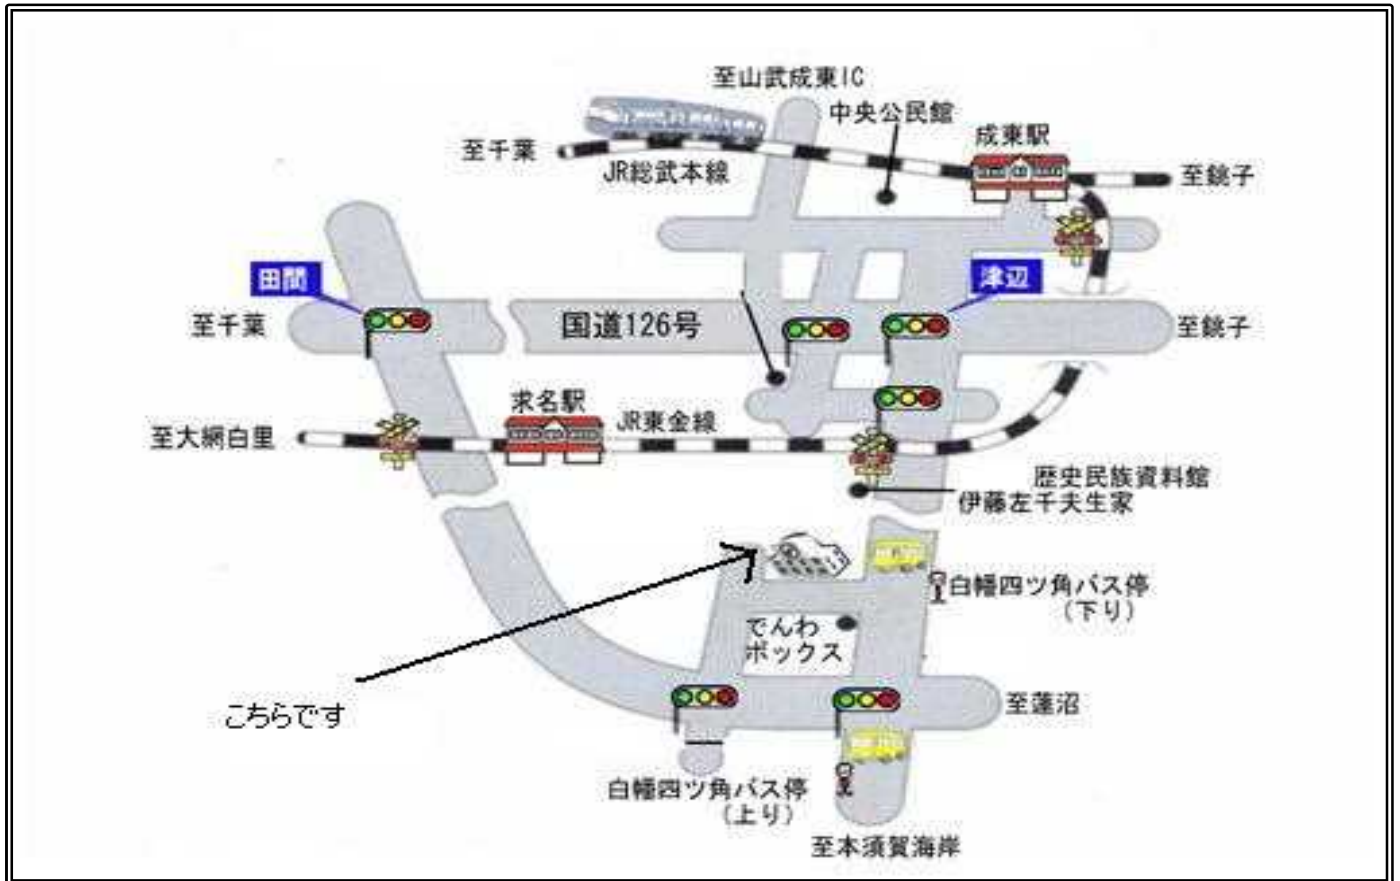 至山武成東IC
中央公民館
成東駅
至千葉
JR総武本線
至銚子
田間
津辺
至千葉
国道126号
至銚子
求名駅
JR東金線
至大網白里
歴史民族資料館
伊藤左千夫生家
白幡四ツ角バス停
(下り)
でんわ
ボックス
こちらです
至蓮沼
白幡四ツ角バス停
(上り)
至本須賀海岸